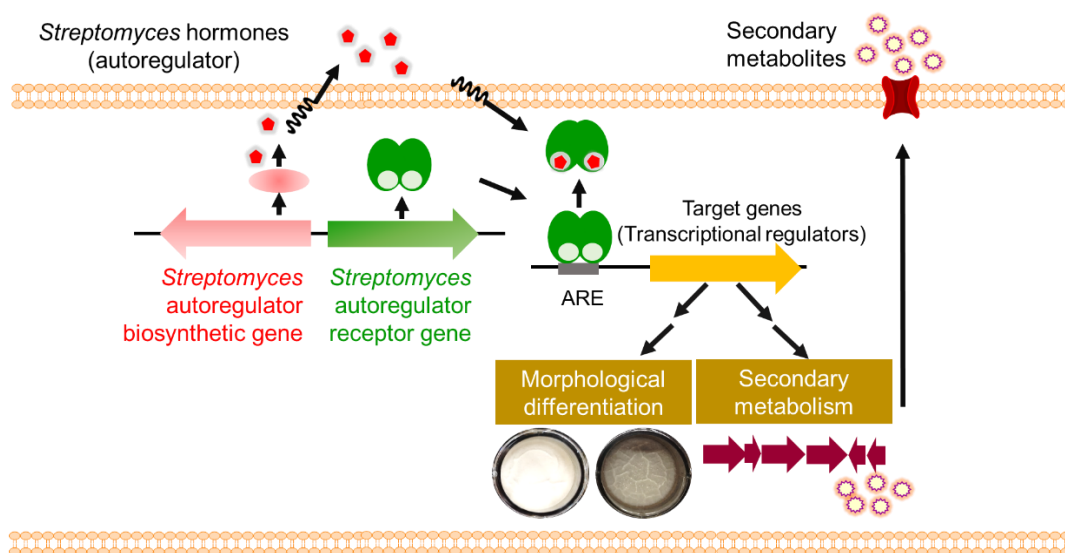 Streptomyces hormones
(autoregulator)
Secondary
metabolites
Target genes
(Transcriptional regulators)
Streptomyces
autoregulator
biosynthetic gene
Streptomyces
autoregulator
receptor gene
ARE
Morphological
differentiation
Secondary
metabolism